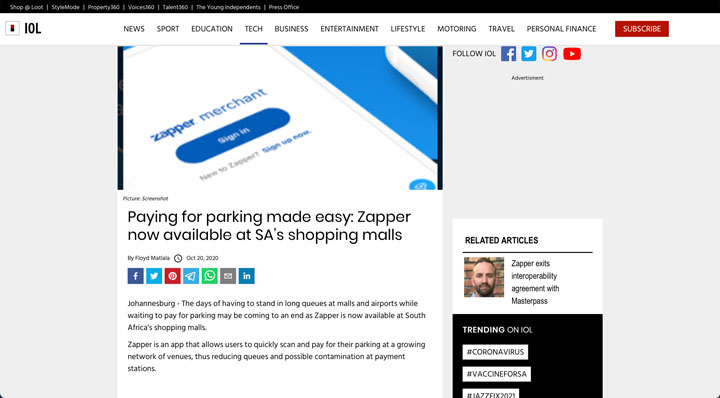 Shop @ Loot | StyleMode | Property360 | Voices360 | Talent360 | The Young Independents | Press Office
IOL NEWS SPORT EDUCATION TECH BUSINESS ENTERTAINMENT LIFESTYLE MOTORING TRAVEL PERSONAL FINANCE SUBSCRIBE
zapper merchant
Sign in
New to Zapper? Sign up now.
Picture: Screenshot
Paying for parking made easy: Zapper
now available at SA's shopping malls
By Floyd Matlala Oct 20, 2020
Johannesburg - The days of having to stand in long queues at malls and airports while
waiting to pay for parking may be coming to an end as Zapper is now available at South
Africa's shopping malls.
Zapper is an app that allows users to quickly scan and pay for their parking at a growing
network of venues, thus reducing queues and possible contamination at payment
stations.
FOLLOW IOL
Advertisment
RELATED ARTICLES
Zapper exits
interoperability
agreement with
Masterpass
TRENDING ON IOL
#CORONAVIRUS
#VACCINEFORSA
#JAZZFIX2021